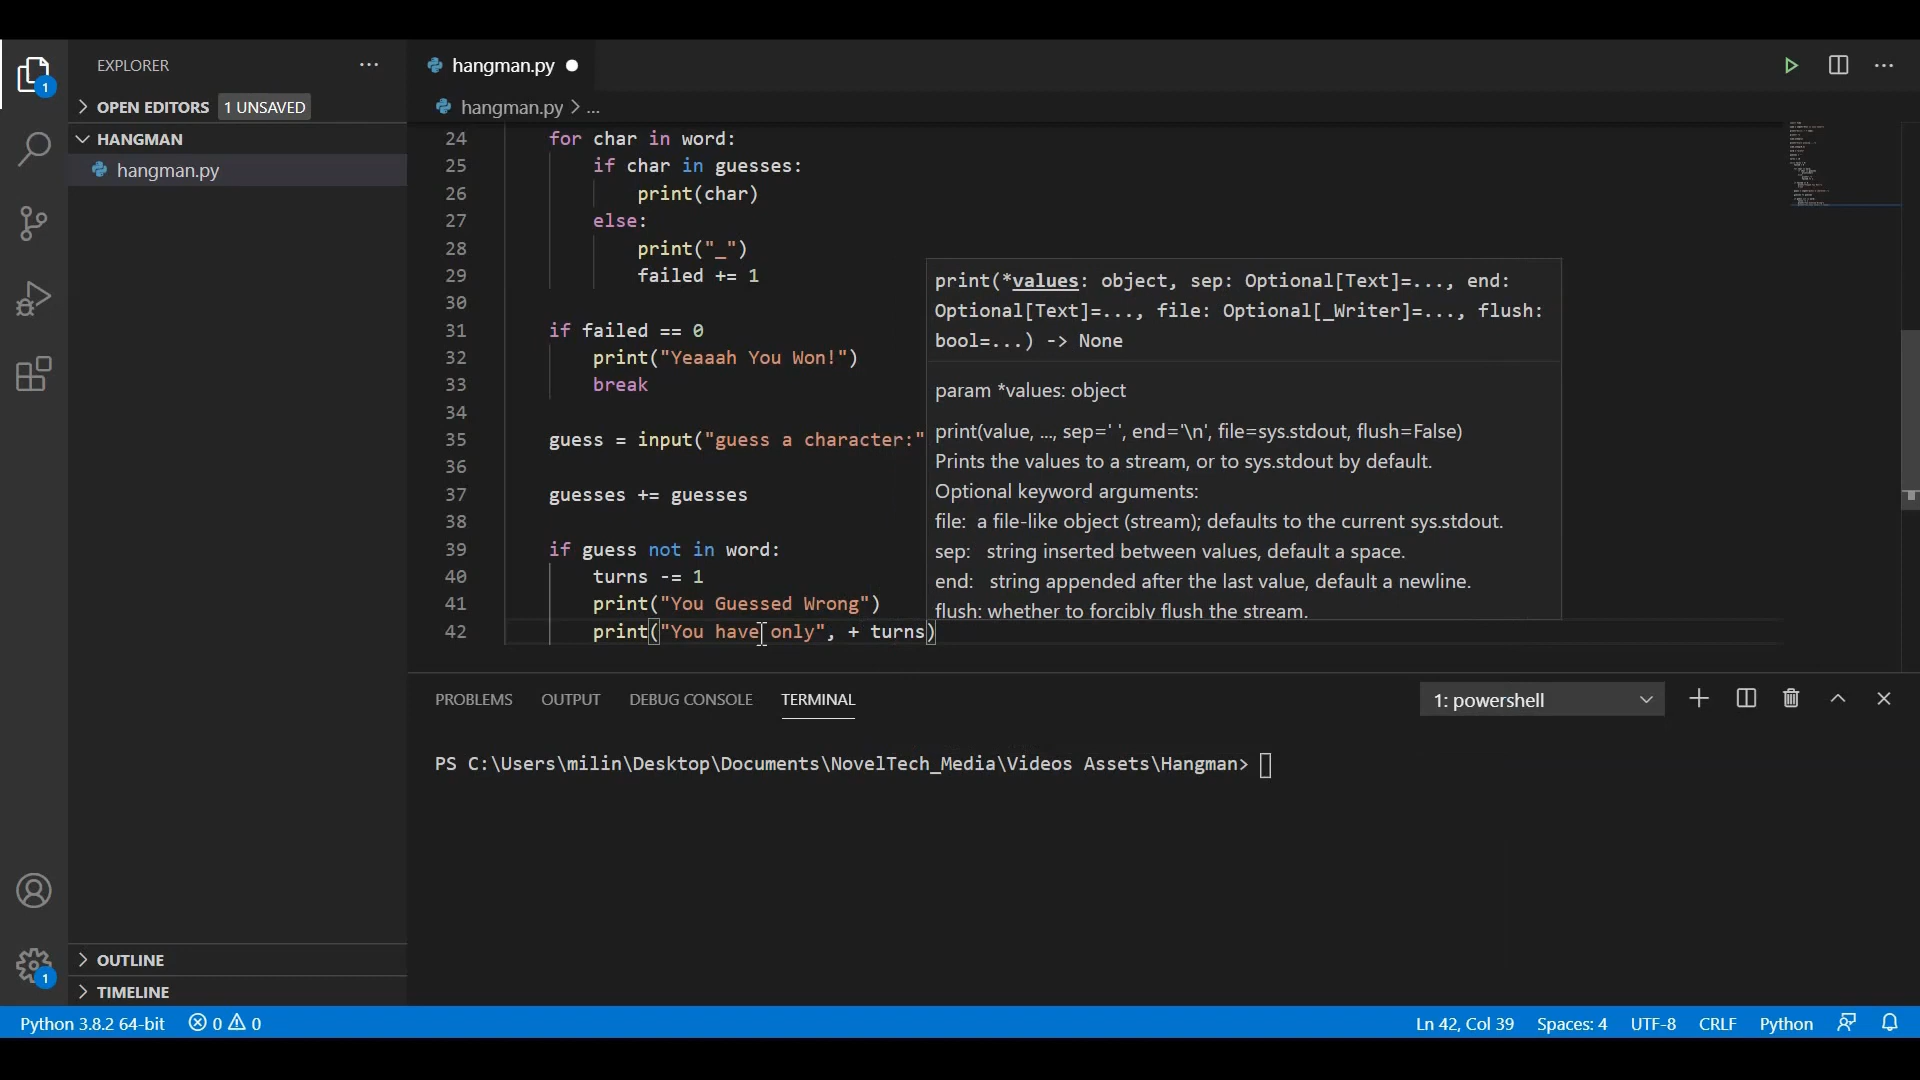 EXPLORER
OPEN EDITORS 1 UNSAVED
HANGMAN
hangman.py
OUTLINE
TIMELINE
hangman.py
hangman.py > ...
24 for char in word:
25 if char in guesses:
26 print(char)
27 else:
28 print("_")
29 failed += 1
30
31 if failed == 0
32 print("Yeaaah You Won!")
33 break
34
35 guess = input("guess a character:"
36
37 guesses += guesses
38
39 if guess not in word:
40 turns -= 1
41 print("You Guessed Wrong")
42 print("You have only", + turns)
print(*values: object, sep: Optional[Text]=..., end:
Optional[Text]=..., file: Optional[_Writer]=..., flush:
bool=...) -> None
param *values: object
print(value, ..., sep=' ', end='\n', file=sys.stdout, flush=False)
Prints the values to a stream, or to sys.stdout by default.
Optional keyword arguments:
file: a file-like object (stream); defaults to the current sys.stdout.
sep: string inserted between values, default a space.
end: string appended after the last value, default a newline.
flush: whether to forcibly flush the stream.
PROBLEMS OUTPUT DEBUG CONSOLE TERMINAL 1: powershell
PS C:\Users\milin\Desktop\Documents\NovelTech_Media\Videos Assets\Hangman>
1
1
Python 3.8.2 64-bit 0 0 Ln 42, Col 39 Spaces: 4 UTF-8 CRLF Python